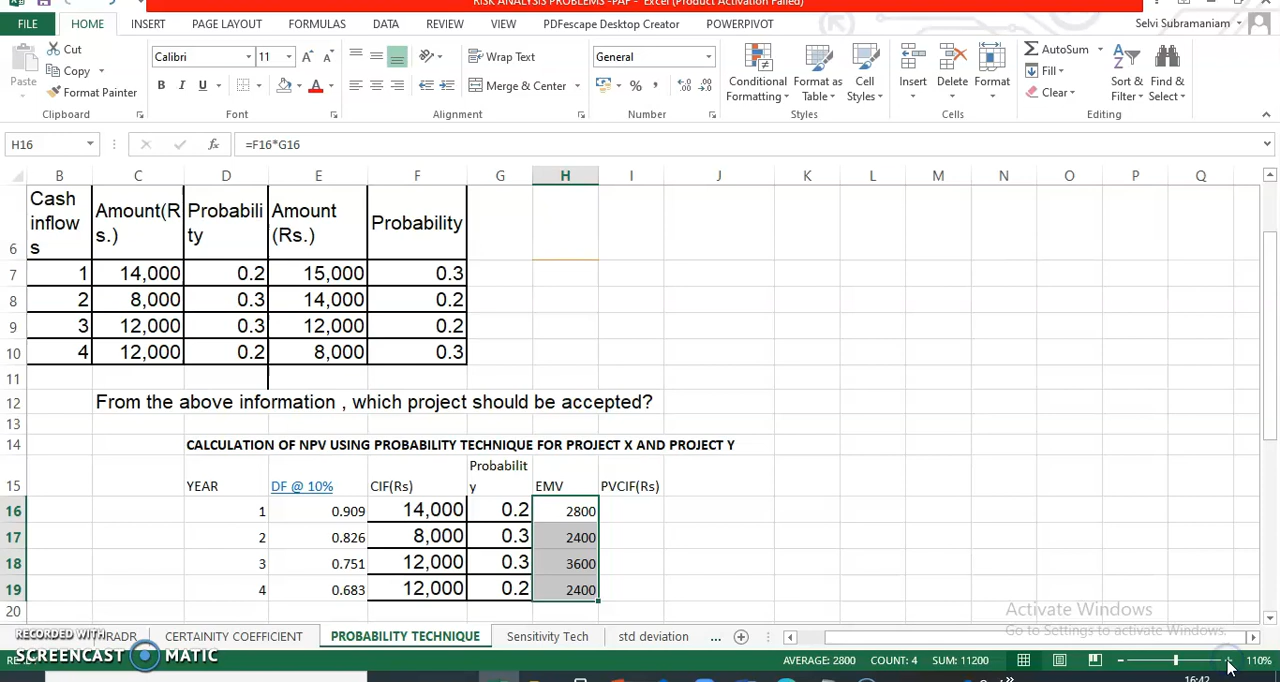 RISK ANALYSIS PROBLEMS -PAF - Excel (Product Activation Failed)
FILE HOME INSERT PAGE LAYOUT FORMULAS DATA REVIEW VIEW PDFescape Desktop Creator POWERPIVOT Selvi Subramaniam
Cut
Copy
Format Painter
Paste
Clipboard
Calibri 11
B I U
Font
Wrap Text
Merge & Center
Alignment
General
% ,
Number
Conditional Formatting
Format as Table
Cell Styles
Styles
Insert Delete Format
Cells
AutoSum
Fill
Clear
Sort & Filter
Find & Select
Editing
H16 fx =F16*G16
B C D E F G H I J K L M N O P Q
6 Cash inflow s Amount(R s.) Probabili ty Amount (Rs.) Probability
7 1 14,000 0.2 15,000 0.3
8 2 8,000 0.3 14,000 0.2
9 3 12,000 0.3 12,000 0.2
10 4 12,000 0.2 8,000 0.3
11
12 From the above information , which project should be accepted?
13
14 CALCULATION OF NPV USING PROBABILITY TECHNIQUE FOR PROJECT X AND PROJECT Y
15 YEAR DF @ 10% CIF(Rs) Probabilit y EMV PVCIF(Rs)
16 1 0.909 14,000 0.2 2800
17 2 0.826 8,000 0.3 2400
18 3 0.751 12,000 0.3 3600
19 4 0.683 12,000 0.2 2400
20
Activate Windows
Go to Settings to activate Windows.
RADR CERTAINITY COEFFICIENT PROBABILITY TECHNIQUE Sensitivity Tech std deviation ...
RECORDED WITH
SCREENCAST MATIC
AVERAGE: 2800 COUNT: 4 SUM: 11200 110%
16:42